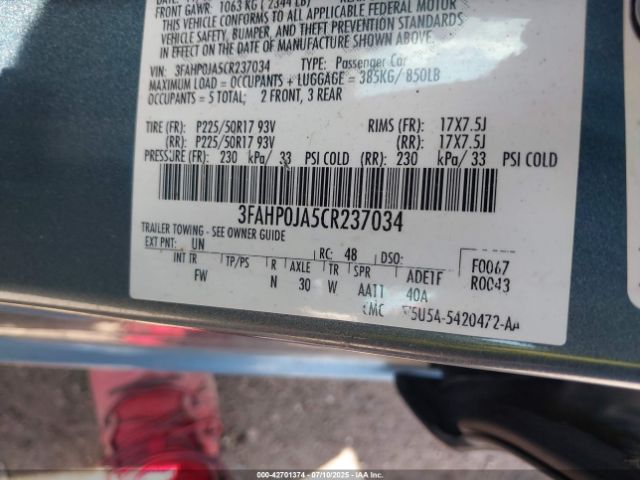 FRONT GAWR: 1063 KG ( 2344 LB)
THIS VEHICLE CONFORMS TO ALL APPLICABLE FEDERAL MOTOR
VEHICLE SAFETY, BUMPER, AND THEFT PREVENTION STANDARDS
IN EFFECT ON THE DATE OF MANUFACTURE SHOWN ABOVE.
VIN: 3FAHP0JA5CR237034 TYPE: Passenger Car
MAXIMUM LOAD = OCCUPANTS + LUGGAGE = 385KG/ 850LB
OCCUPANTS = 5 TOTAL; 2 FRONT, 3 REAR
TIRE (FR): P225/50R17 93V RIMS (FR): 17X7.5J
(RR): P225/50R17 93V (RR): 17X7.5J
PRESSURE (FR): 230 kPa/ 33 PSI COLD (RR): 230 kPa/ 33 PSI COLD
3FAHP0JA5CR237034
TRAILER TOWING - SEE OWNER GUIDE
EXT PNT: UN RC: 48 DSO: F0067
INT TR TP/PS R AXLE TR SPR ADE1F R0043
FW N 30 W AA11 40A
5U5A-5420472-AA
000-42701374 07/10/2025 IAAI.COM